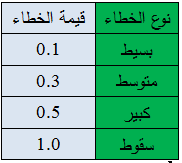 نوع الخطاء قيمة الخطاء
بسيط 0.1
متوسط 0.3
كبير 0.5
سقوط 1.0